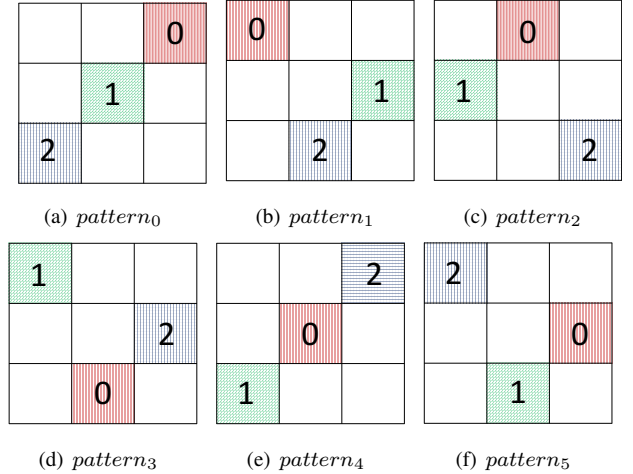 0 0 0
1 1 1
2 2 2
(a) pattern₀ (b) pattern₁ (c) pattern₂
1 2 2
2 0 0
0 1 1
(d) pattern₃ (e) pattern₄ (f) pattern₅